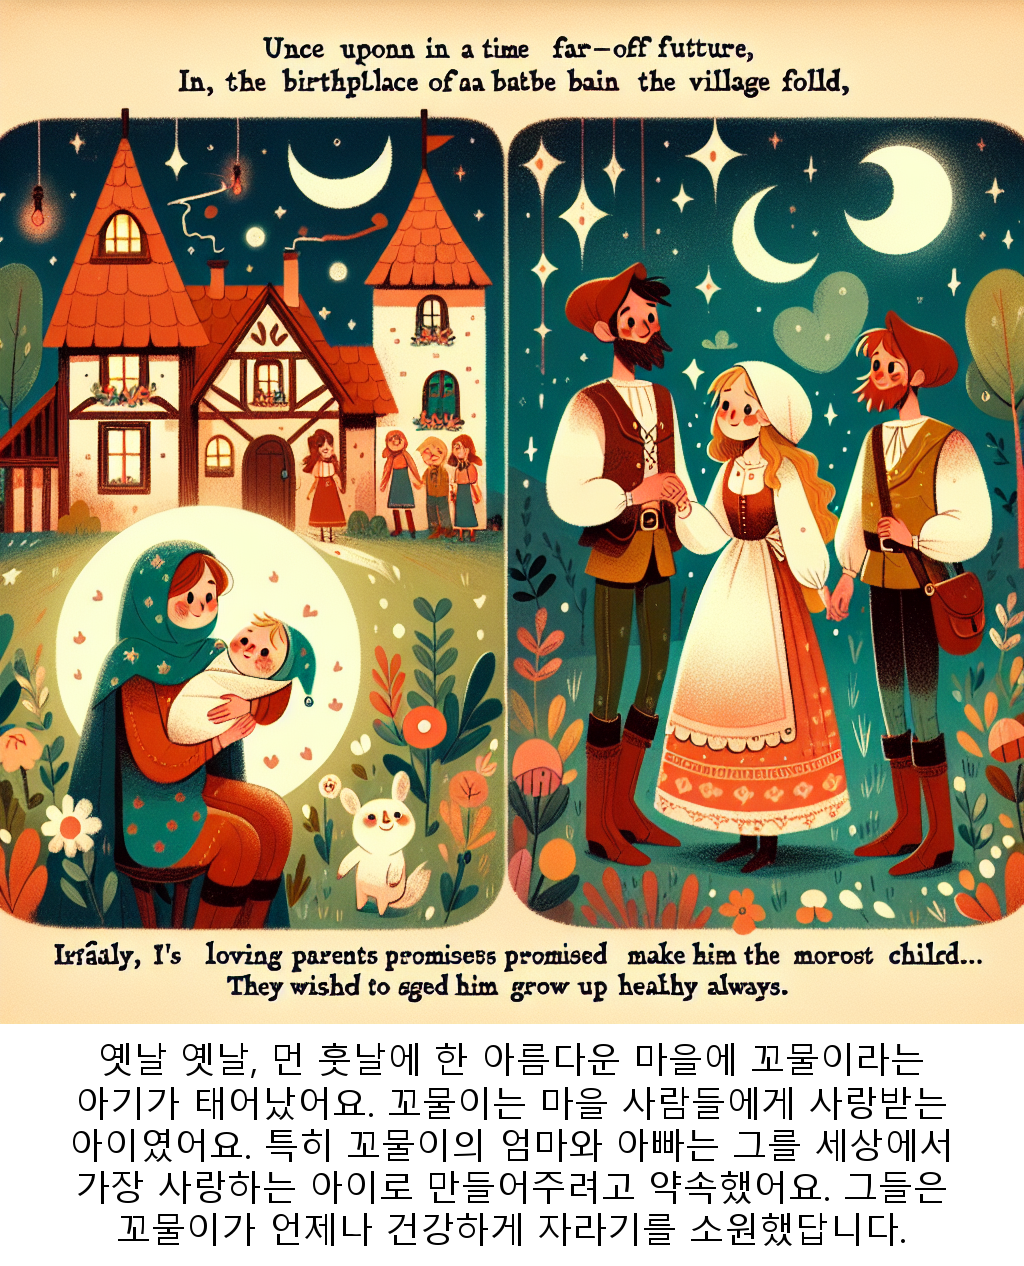 Unce uponn in a time far–off futture,
In, the birthpLlace of aa batbe bain the village folld,
I's loving parents promisess promised make him the morost chilcd...
They wishd to eged him grow up healhy always.
옛날 옛날, 먼 훗날에 한 아름다운 마을에 꼬물이라는
아기가 태어났어요. 꼬물이는 마을 사람들에게 사랑받는
아이였어요. 특히 꼬물이의 엄마와 아빠는 그를 세상에서
가장 사랑하는 아이로 만들어주려고 약속했어요. 그들은
꼬물이가 언제나 건강하게 자라기를 소원했답니다.